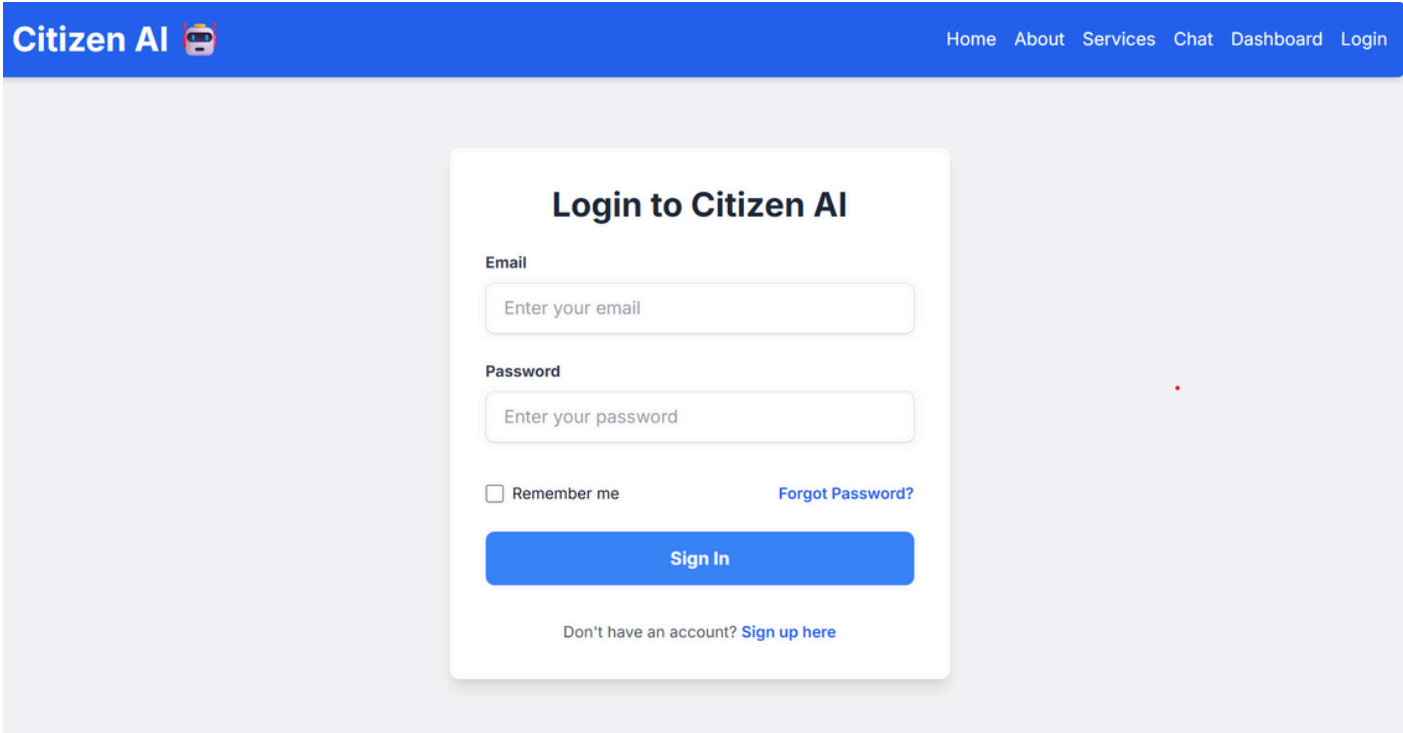 Citizen AI
Home About Services Chat Dashboard Login
Login to Citizen AI
Email
Enter your email
Password
Enter your password
Remember me Forgot Password?
Sign In
Don't have an account? Sign up here